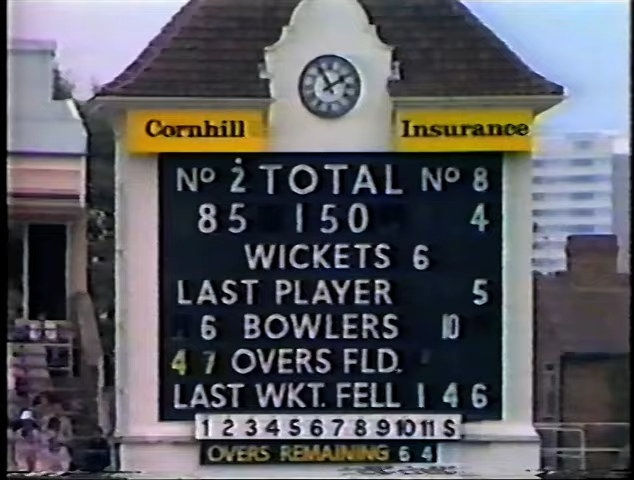 Cornhill Insurance
No 2 TOTAL No 8
85 150 4
WICKETS 6
LAST PLAYER 5
6 BOWLERS 10
47 OVERS FLD.
LAST WKT. FELL 146
1 2 3 4 5 6 7 8 9 10 11 S
OVERS REMAINING 64